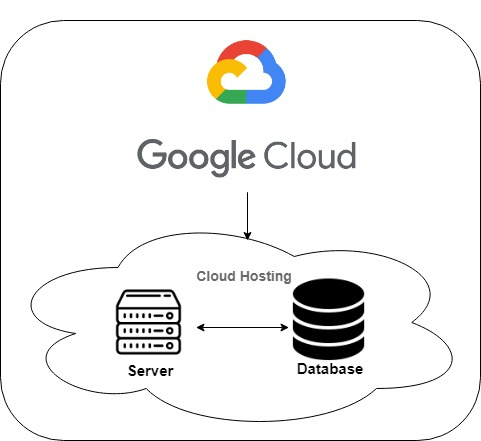 Google Cloud
Cloud Hosting
Server
Database